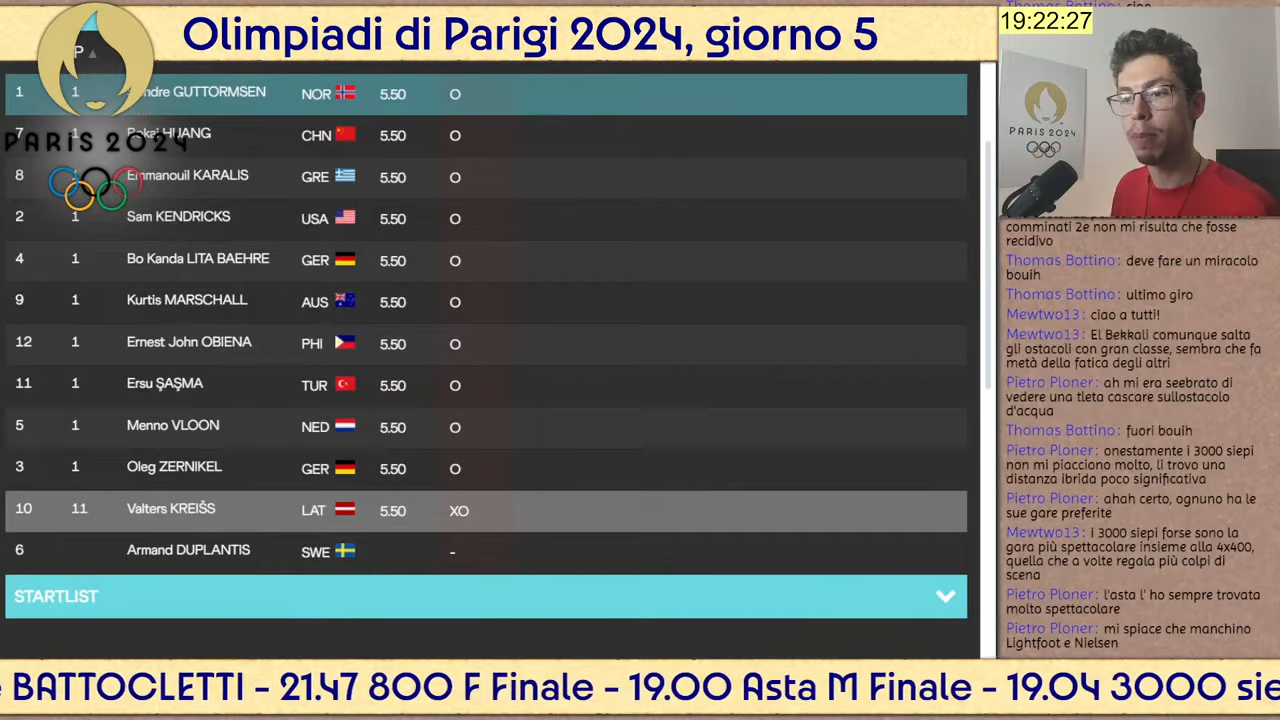 Olimpiadi di Parigi 2024, giorno 5
19:22:27
P
1 1 GUTTORMSEN NOR 5.50 O
7 1 HUANG CHN 5.50 O
PARIS 2024
8 1 Emmanouil KARALIS GRE 5.50 O
2 1 Sam KENDRICKS USA 5.50 O
4 1 Bo Kanda LITA BAEHRE GER 5.50 O
9 1 Kurtis MARSCHALL AUS 5.50 O
12 1 Ernest John OBIENA PHI 5.50 O
11 1 Ersu ŞAŞMA TUR 5.50 O
5 1 Menno VLOON NED 5.50 O
3 1 Oleg ZERNIKEL GER 5.50 O
10 11 Valters KREIŠS LAT 5.50 XO
6 Armand DUPLANTIS SWE -
STARTLIST
PARIS 2024
comminati 2e non mi risulta che fosse
recidivo
Thomas Bottino: deve fare un miracolo
bouih
Thomas Bottino: ultimo giro
Mewtwo13: ciao a tutti!
Mewtwo13: El Bekkali comunque salta
gli ostacoli con gran classe, sembra che fa
metà della fatica degli altri
Pietro Ploner: ah mi era seebrato di
vedere una tleta cascare sullostacolo
d'acqua
Thomas Bottino: fuori bouih
Pietro Ploner: onestamente i 3000 siepi
non mi piacciono molto, li trovo una
distanza ibrida poco significativa
Pietro Ploner: ahah certo, ognuno ha le
sue gare preferite
Mewtwo13: i 3000 siepi forse sono la
gara più spettacolare insieme alla 4x400,
quella che a volte regala più colpi di
scena
Pietro Ploner: l'asta l' ho sempre trovata
molto spettacolare
Pietro Ploner: mi spiace che manchino
Lightfoot e Nielsen
e BATTOCLETTI - 21.47 800 F Finale - 19.00 Asta M Finale - 19.04 3000 sie